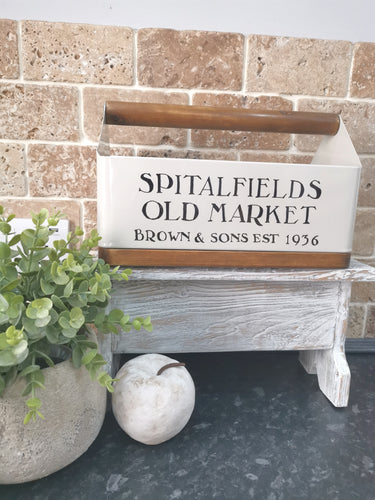 SPITALFIELDS
OLD MARKET
BROWN & SONS EST 1936